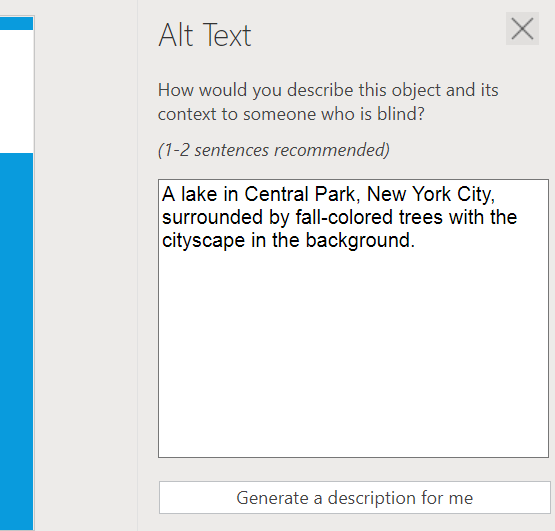 Alt Text
How would you describe this object and its
context to someone who is blind?
(1-2 sentences recommended)
A lake in Central Park, New York City,
surrounded by fall-colored trees with the
cityscape in the background.
Generate a description for me